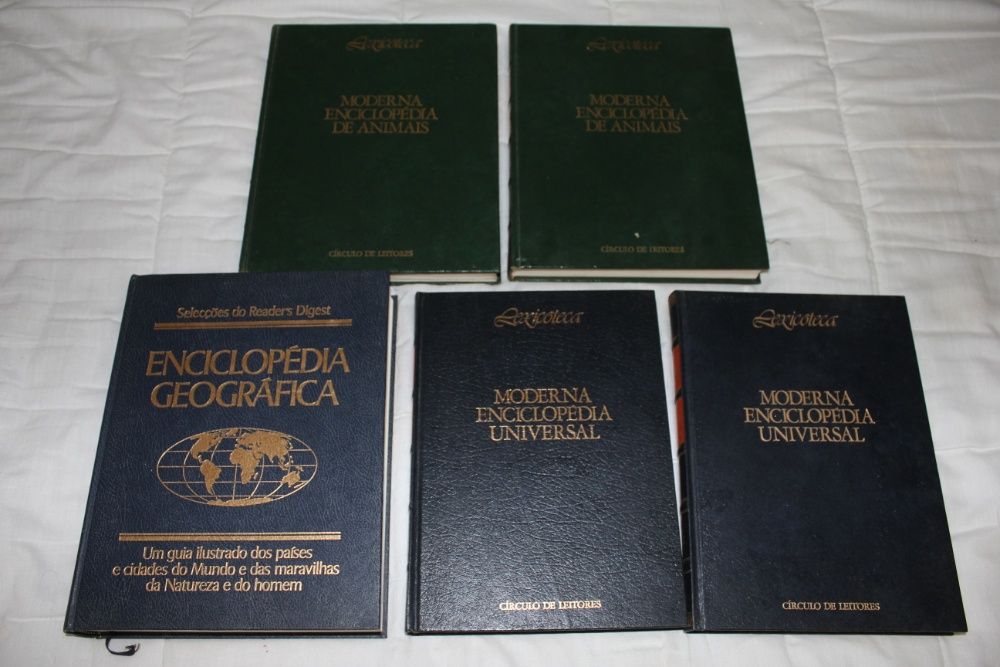 Lexicoteca
MODERNA
ENCICLOPÉDIA
DE ANIMAIS
CÍRCULO DE LEITORES
Lexicoteca
MODERNA
ENCICLOPÉDIA
DE ANIMAIS
CÍRCULO DE LEITORES
Selecções do Reader's Digest
ENCICLOPÉDIA
GEOGRÁFICA
Um guia ilustrado dos países
e cidades do Mundo e das maravilhas
da Natureza e do homem
Lexicoteca
MODERNA
ENCICLOPÉDIA
UNIVERSAL
CÍRCULO DE LEITORES
Lexicoteca
MODERNA
ENCICLOPÉDIA
UNIVERSAL
CÍRCULO DE LEITORES